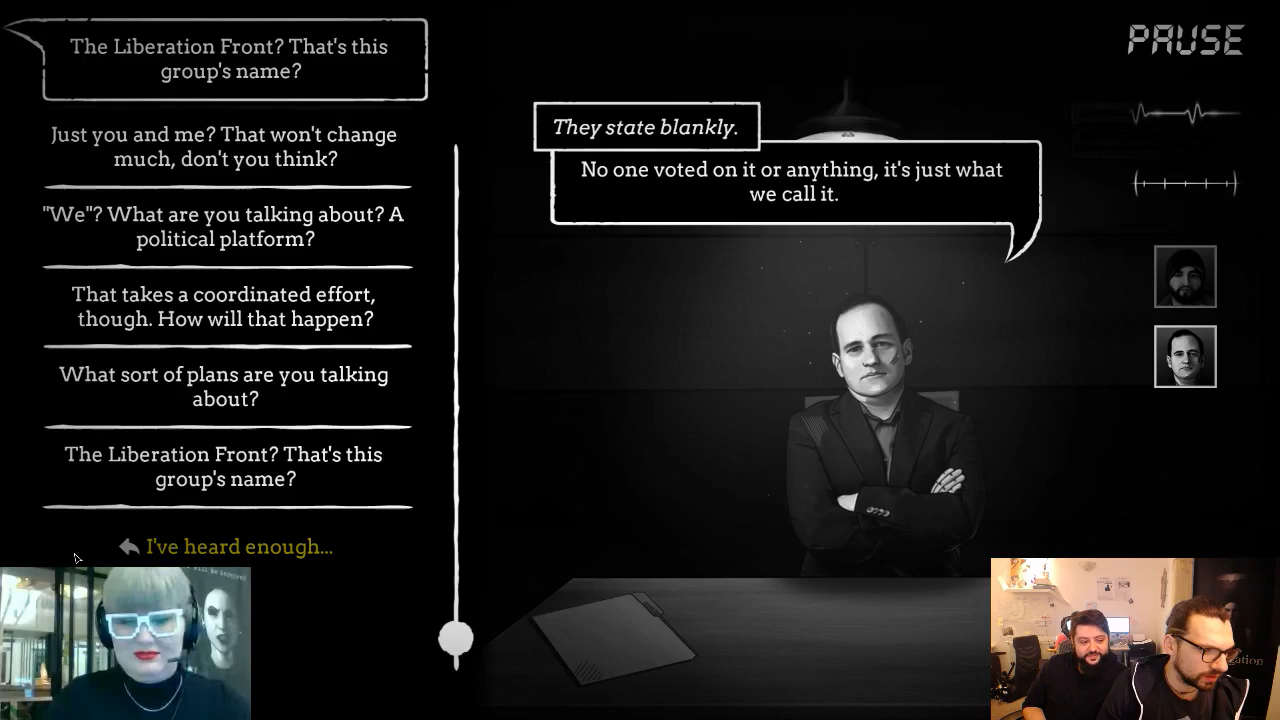 The Liberation Front? That's this
group's name?
Just you and me? That won't change
much, don't you think?
"We"? What are you talking about? A
political platform?
That takes a coordinated effort,
though. How will that happen?
What sort of plans are you talking
about?
The Liberation Front? That's this
group's name?
I've heard enough...
They state blankly.
No one voted on it or anything, it's just what
we call it.
PAUSE